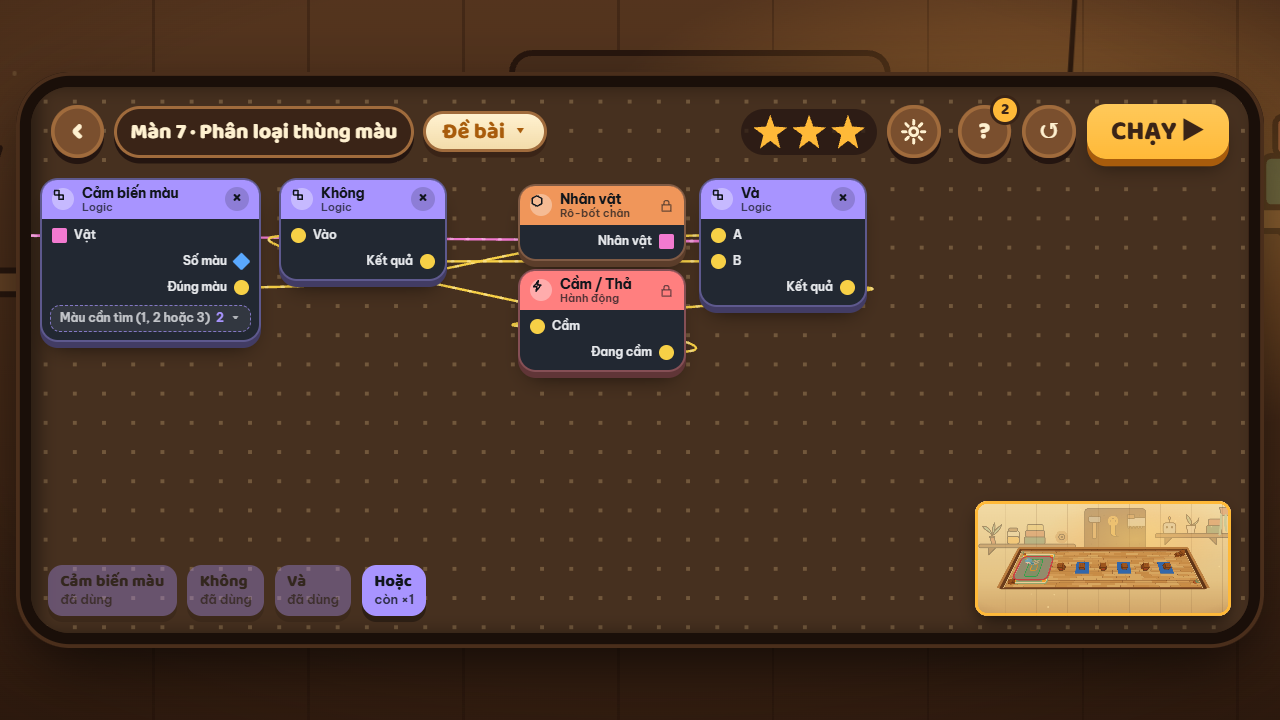 Màn 7 • Phân loại thùng màu
Đề bài
?
2
CHẠY
Cảm biến màu
Logic
Vật
Số màu
Đúng màu
Màu cần tìm (1, 2 hoặc 3) 2
Không
Logic
Vào
Kết quả
Nhân vật
Rô-bốt chân
Nhân vật
Cầm / Thả
Hành động
Cầm
Đang cầm
Và
Logic
A
B
Kết quả
Cảm biến màu
đã dùng
Không
đã dùng
Và
đã dùng
Hoặc
còn ×1